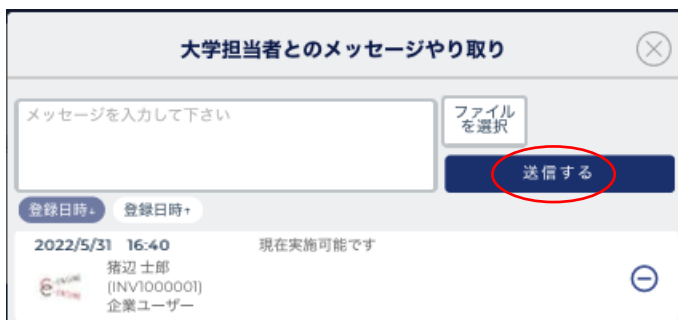 大学担当者とのメッセージやり取り
メッセージを入力して下さい
ファイル
を選択
送信する
登録日時↓ 登録日時↑
2022/5/31 16:40 現在実施可能です
猪辺 士郎
(INV1000001)
企業ユーザー